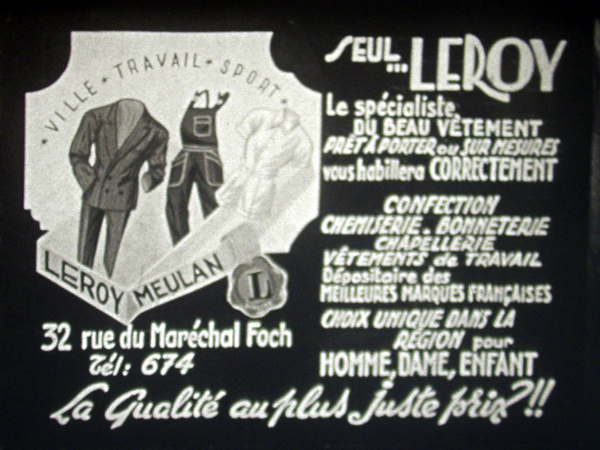 VILLE * TRAVAIL * SPORT *
LEROY MEULAN
L
32 rue du Maréchal Foch
Tél: 674
SEUL... LEROY
Le spécialiste
DU BEAU VÊTEMENT
PRÊT À PORTER ou SUR MESURES
vous habillera CORRECTEMENT
CONFECTION
CHEMISERIE. BONNETERIE
CHAPELLERIE
VÊTEMENTS de TRAVAIL
Dépositaire des
MEILLEURES MARQUES FRANÇAISES
CHOIX UNIQUE DANS LA
RÉGION pour
HOMME, DAME, ENFANT
La Qualité au plus juste prix?!!